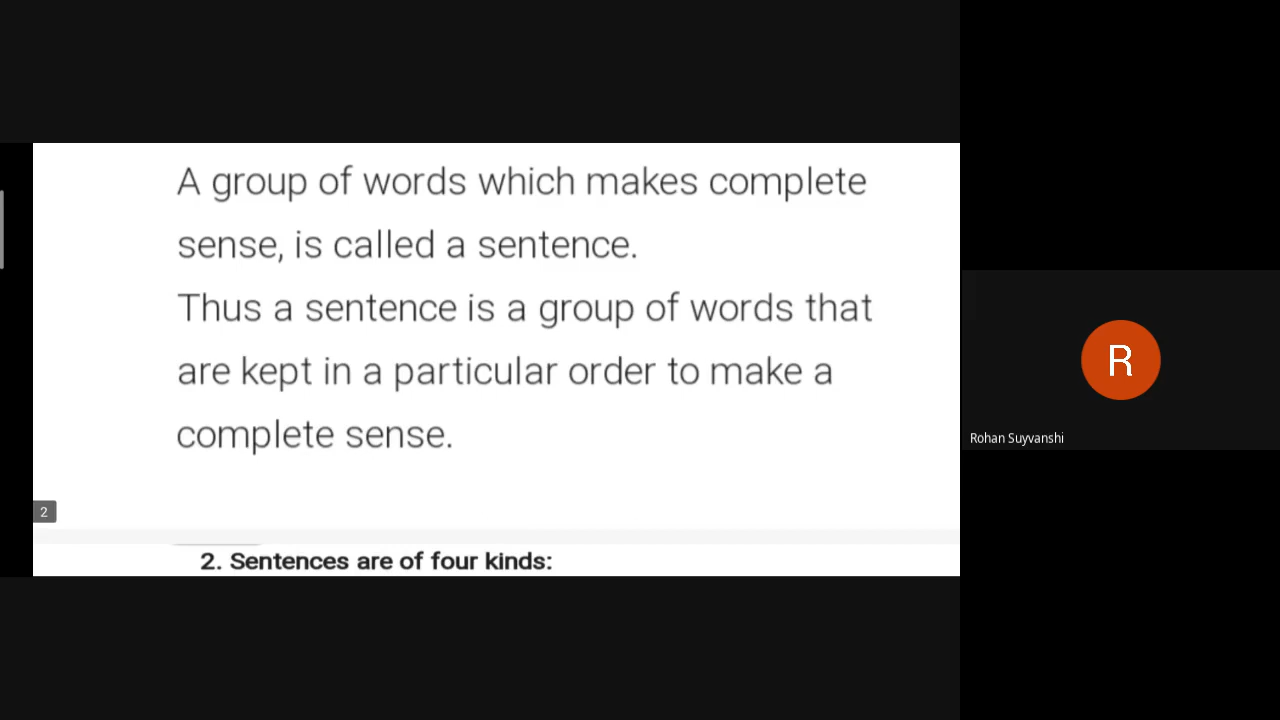 A group of words which makes complete
sense, is called a sentence.
Thus a sentence is a group of words that
are kept in a particular order to make a
complete sense.
2
2. Sentences are of four kinds:
R
Rohan Suyvanshi